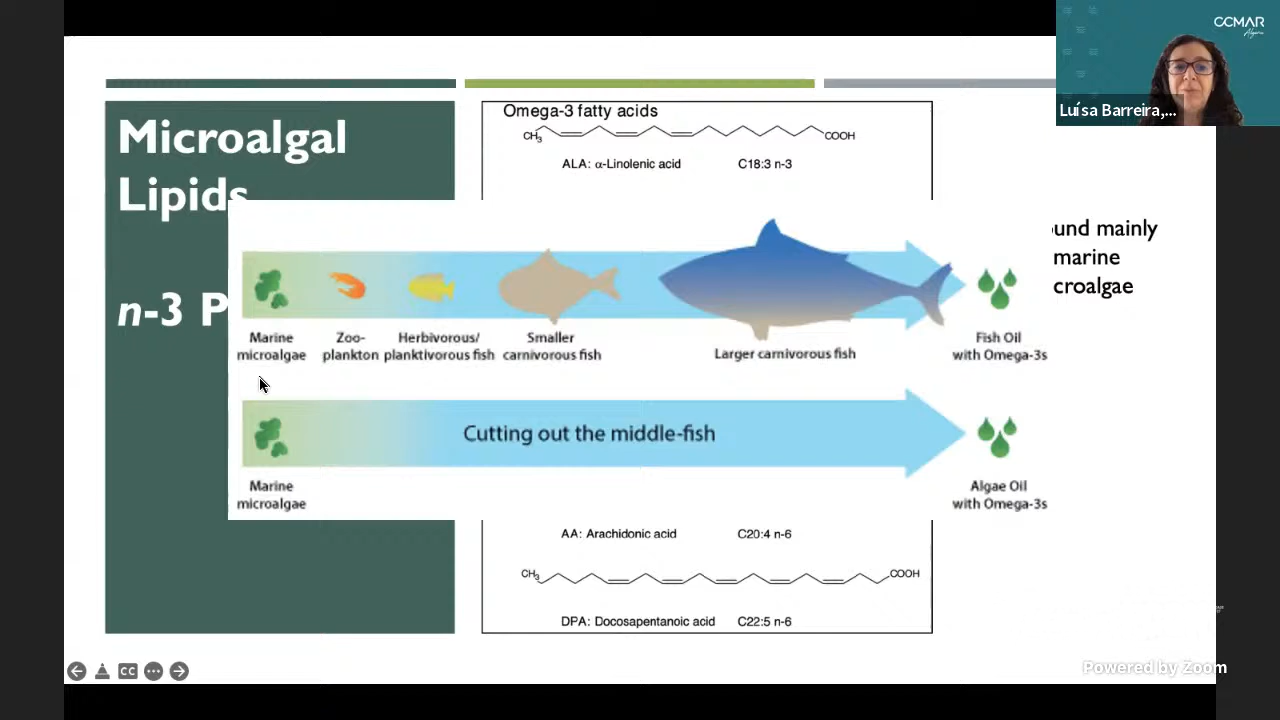 CCMAR
Algarve
Luísa Barreira,...
Microalgal
Lipids
n-3 P
Omega-3 fatty acids
CH3
COOH
ALA: α-Linolenic acid C18:3 n-3
und mainly
marine
croalgae
Marine
microalgae
Zoo-
plankton
Herbivorous/
planktivorous fish
Smaller
carnivorous fish
Larger carnivorous fish
Fish Oil
with Omega-3s
Cutting out the middle-fish
Marine
microalgae
Algae Oil
with Omega-3s
AA: Arachidonic acid C20:4 n-6
CH3
COOH
DPA: Docosapentanoic acid C22:5 n-6
CC
Powered by Zoom